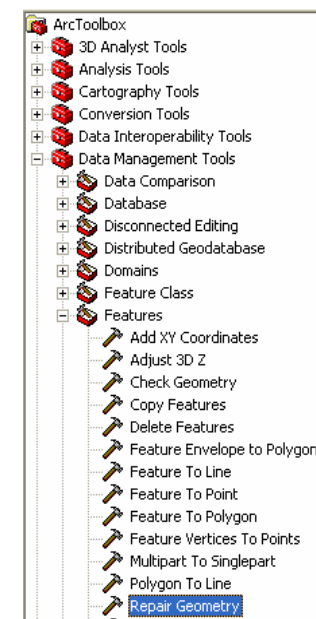 ArcToolbox
3D Analyst Tools
Analysis Tools
Cartography Tools
Conversion Tools
Data Interoperability Tools
Data Management Tools
Data Comparison
Database
Disconnected Editing
Distributed Geodatabase
Domains
Feature Class
Features
Add XY Coordinates
Adjust 3D Z
Check Geometry
Copy Features
Delete Features
Feature Envelope to Polygon
Feature To Line
Feature To Point
Feature To Polygon
Feature Vertices To Points
Multipart To Singlepart
Polygon To Line
Repair Geometry